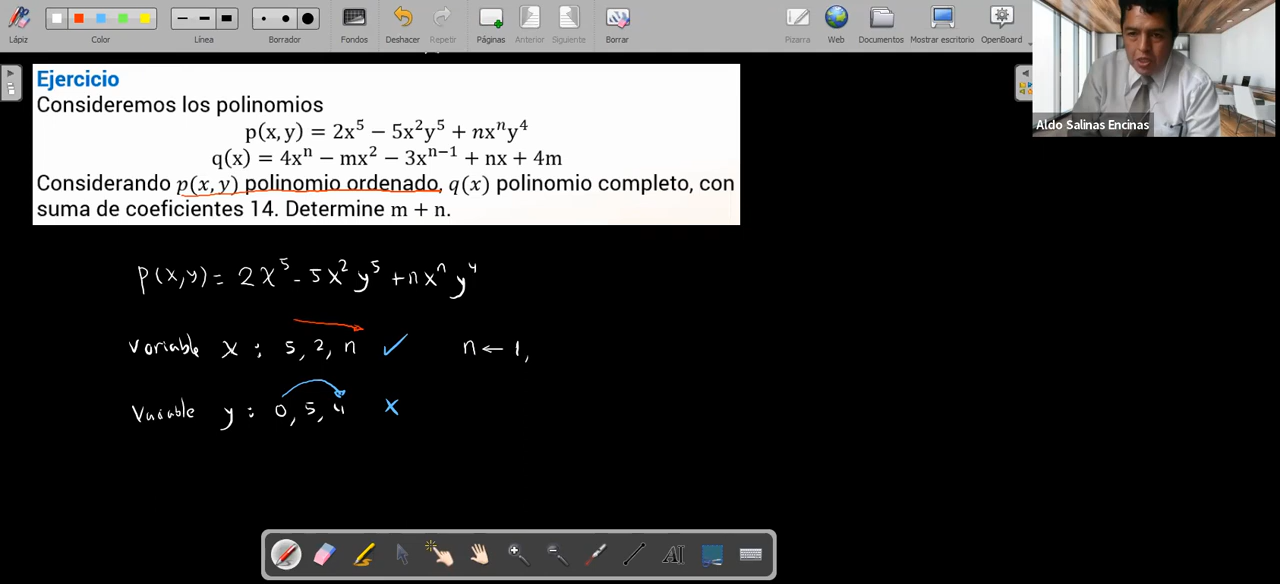 Lápiz Color Línea Borrador Fondos Deshacer Repetir Páginas Anterior Siguiente Borrar Pizarra Web Documentos Mostrar escritorio OpenBoard
Aldo Salinas Encinas
Ejercicio
Consideremos los polinomios
p(x, y) = 2x⁵ − 5x²y⁵ + nxⁿy⁴
q(x) = 4xⁿ − mx² − 3xⁿ⁻¹ + nx + 4m
Considerando p(x, y) polinomio ordenado, q(x) polinomio completo, con
suma de coeficientes 14. Determine m + n.
P(x,y) = 2x⁵ - 5x²y⁵ + nxⁿy⁴
Variable x : 5, 2, n ✓ n ← 1,
Variable y : 0, 5, 4 x
AI